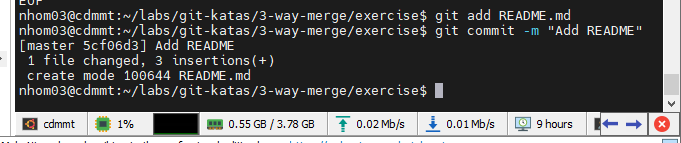 nhom03@cdmmt:~/labs/git-katas/3-way-merge/exercise$ git add README.md
nhom03@cdmmt:~/labs/git-katas/3-way-merge/exercise$ git commit -m "Add README"
[master 5cf06d3] Add README
 1 file changed, 3 insertions(+)
 create mode 100644 README.md
nhom03@cdmmt:~/labs/git-katas/3-way-merge/exercise$
cdmmt 1% 0.55 GB / 3.78 GB 0.02 Mb/s 0.01 Mb/s 9 hours